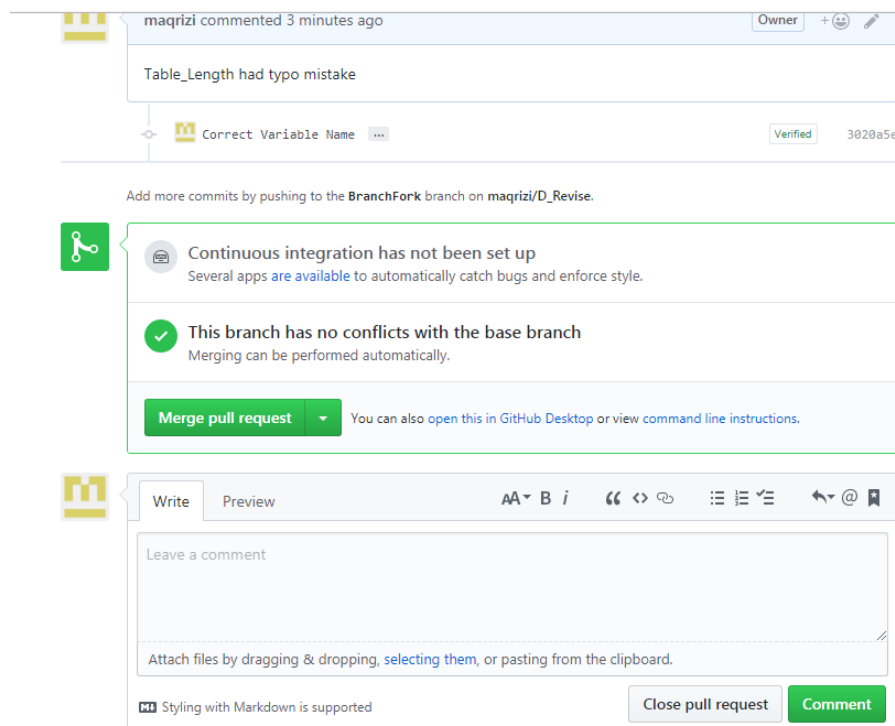 maqrizi commented 3 minutes ago Owner
Table_Length had typo mistake
Correct Variable Name ... Verified 3020a5e
Add more commits by pushing to the BranchFork branch on maqrizi/D_Revise.
Continuous integration has not been set up
Several apps are available to automatically catch bugs and enforce style.
This branch has no conflicts with the base branch
Merging can be performed automatically.
Merge pull request You can also open this in GitHub Desktop or view command line instructions.
Write Preview AA B i
Leave a comment
Attach files by dragging & dropping, selecting them, or pasting from the clipboard.
Styling with Markdown is supported Close pull request Comment